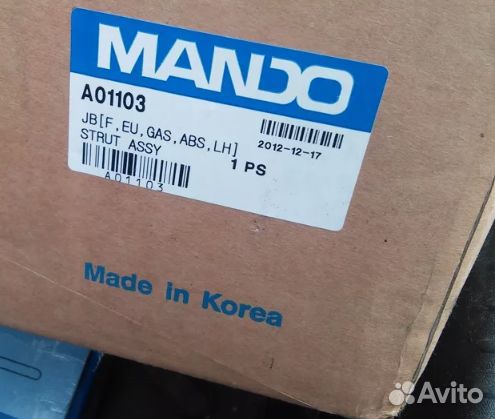 MANDO
A01103
JB[F,EU,GAS,ABS,LH]
STRUT ASSY
2012-12-17
1 PS
A01103
Made in Korea
Avito